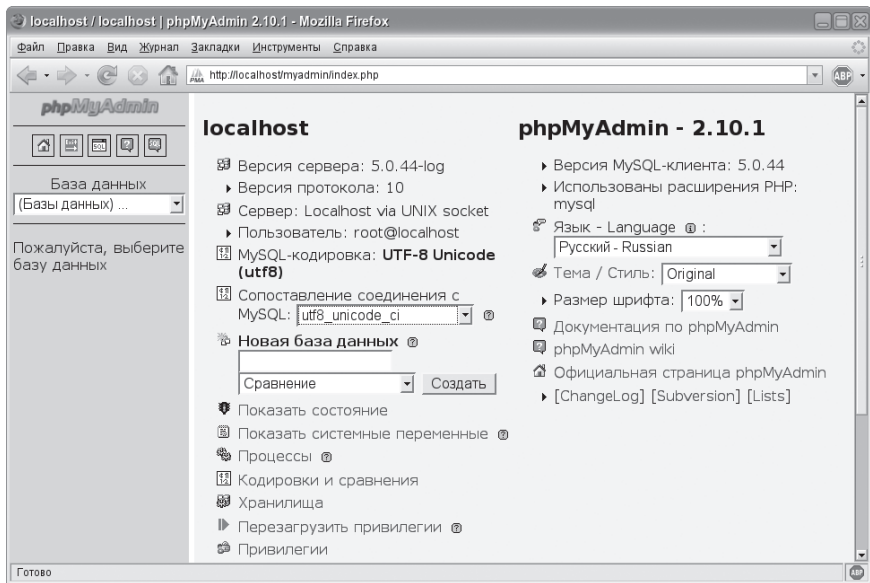 localhost / localhost | phpMyAdmin 2.10.1 - Mozilla Firefox
Файл Правка Вид Журнал Закладки Инструменты Справка
PMA http://localhost/myadmin/index.php ABP
phpMyAdmin
SQL
База данных
(Базы данных) ...
Пожалуйста, выберите
базу данных
localhost
Версия сервера: 5.0.44-log
Версия протокола: 10
Сервер: Localhost via UNIX socket
Пользователь: root@localhost
MySQL-кодировка: UTF-8 Unicode
(utf8)
Сопоставление соединения с
MySQL: utf8_unicode_ci
Новая база данных
Сравнение Создать
Показать состояние
Показать системные переменные
Процессы
Кодировки и сравнения
Хранилища
Перезагрузить привилегии
Привилегии
phpMyAdmin - 2.10.1
Версия MySQL-клиента: 5.0.44
Использованы расширения PHP:
mysql
Язык - Language :
Русский - Russian
Тема / Стиль: Original
Размер шрифта: 100%
Документация по phpMyAdmin
phpMyAdmin wiki
Официальная страница phpMyAdmin
[ChangeLog] [Subversion] [Lists]
Готово ABP